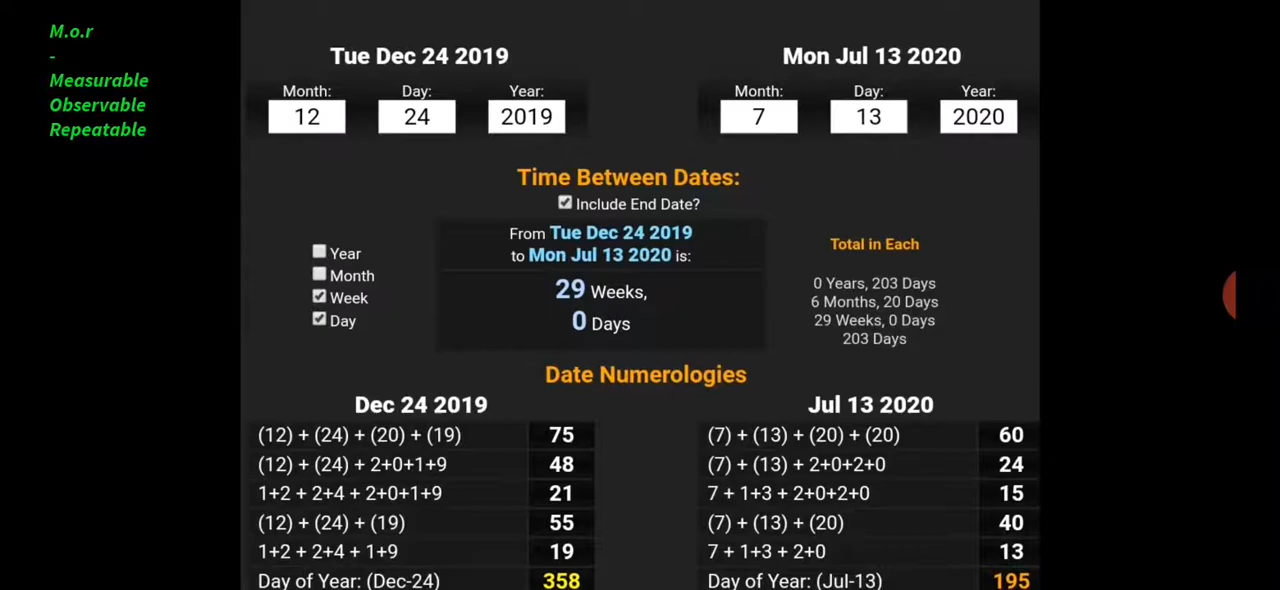 M.o.r
-
Measurable
Observable
Repeatable
Tue Dec 24 2019
Mon Jul 13 2020
Month: Day: Year:
12 24 2019
Month: Day: Year:
7 13 2020
Time Between Dates:
Include End Date?
Year
Month
Week
Day
From Tue Dec 24 2019
to Mon Jul 13 2020 is:
29 Weeks,
0 Days
Total in Each
0 Years, 203 Days
6 Months, 20 Days
29 Weeks, 0 Days
203 Days
Date Numerologies
Dec 24 2019
(12) + (24) + (20) + (19) 75
(12) + (24) + 2+0+1+9 48
1+2 + 2+4 + 2+0+1+9 21
(12) + (24) + (19) 55
1+2 + 2+4 + 1+9 19
Day of Year: (Dec-24) 358
Jul 13 2020
(7) + (13) + (20) + (20) 60
(7) + (13) + 2+0+2+0 24
7 + 1+3 + 2+0+2+0 15
(7) + (13) + (20) 40
7 + 1+3 + 2+0 13
Day of Year: (Jul-13) 195